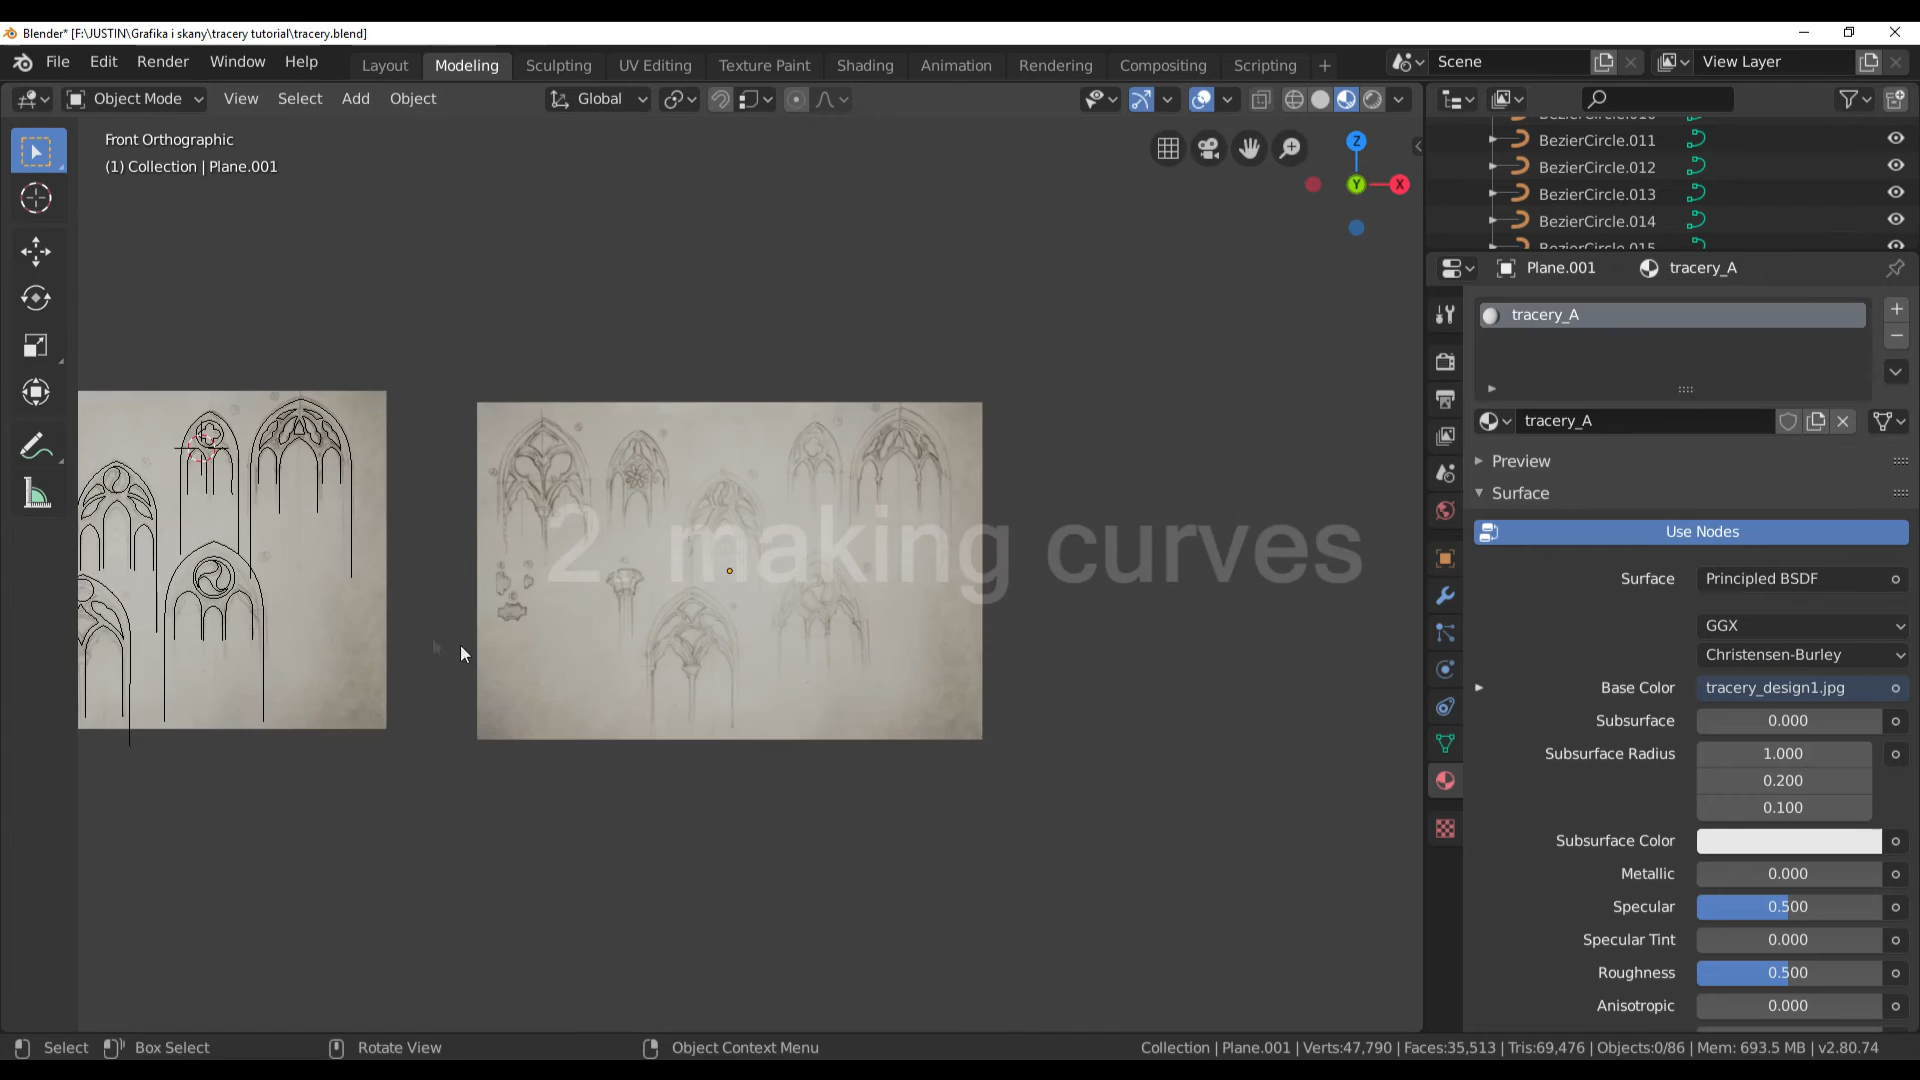 Blender* [F:\JUSTIN\Grafika i skany\tracery tutorial\tracery.blend]
File Edit Render Window Help
Layout Modeling Sculpting UV Editing Texture Paint Shading Animation Rendering Compositing Scripting +
Scene
View Layer
Object Mode View Select Add Object
Global
Front Orthographic
(1) Collection | Plane.001
Z
Y
X
BezierCircle.011
BezierCircle.012
BezierCircle.013
BezierCircle.014
BezierCircle.015
Plane.001 tracery_A
tracery_A
tracery_A
Preview
Surface
Use Nodes
Surface Principled BSDF
GGX
Christensen-Burley
Base Color tracery_design1.jpg
Subsurface 0.000
Subsurface Radius 1.000
0.200
0.100
Subsurface Color
Metallic 0.000
Specular 0.500
Specular Tint 0.000
Roughness 0.500
Anisotropic 0.000
2 making curves
Select Box Select Rotate View Object Context Menu
Collection | Plane.001 | Verts:47,790 | Faces:35,513 | Tris:69,476 | Objects:0/86 | Mem: 693.5 MB | v2.80.74